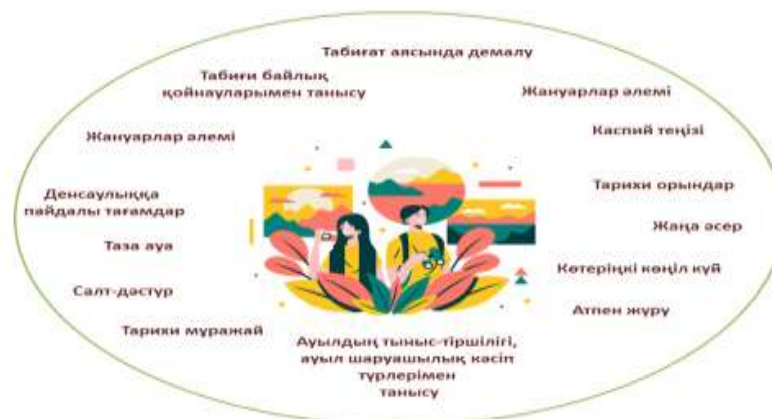 Табиғат аясында демалу
Табиғи байлық
қойнауларымен танысу
Жануарлар әлемі
Жануарлар әлемі
Каспий теңізі
Денсаулыққа
пайдалы тағамдар
Тарихи орындар
Жаңа әсер
Таза ауа
Көтеріңкі көңіл күй
Салт-дәстүр
Атпен жүру
Тарихи мұражай
Ауылдың тыныс-тіршілігі,
ауыл шаруашылық кәсіп
түрлерімен
танысу